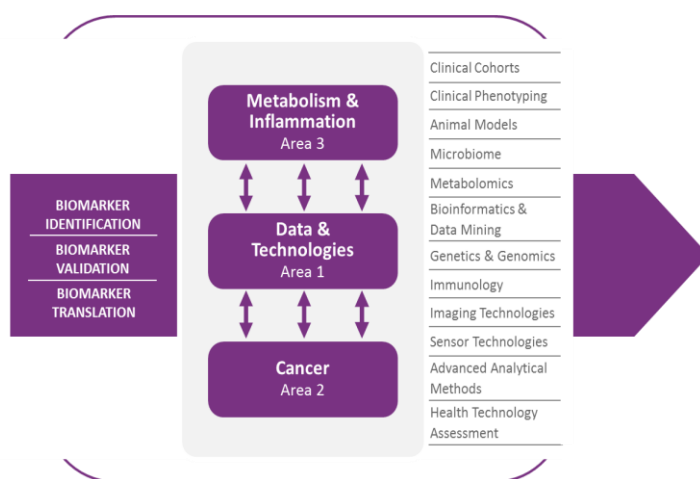 BIOMARKER
IDENTIFICATION
BIOMARKER
VALIDATION
BIOMARKER
TRANSLATION
Metabolism &
Inflammation
Area 3
Data &
Technologies
Area 1
Cancer
Area 2
Clinical Cohorts
Clinical Phenotyping
Animal Models
Microbiome
Metabolomics
Bioinformatics &
Data Mining
Genetics & Genomics
Immunology
Imaging Technologies
Sensor Technologies
Advanced Analytical
Methods
Health Technology
Assessment